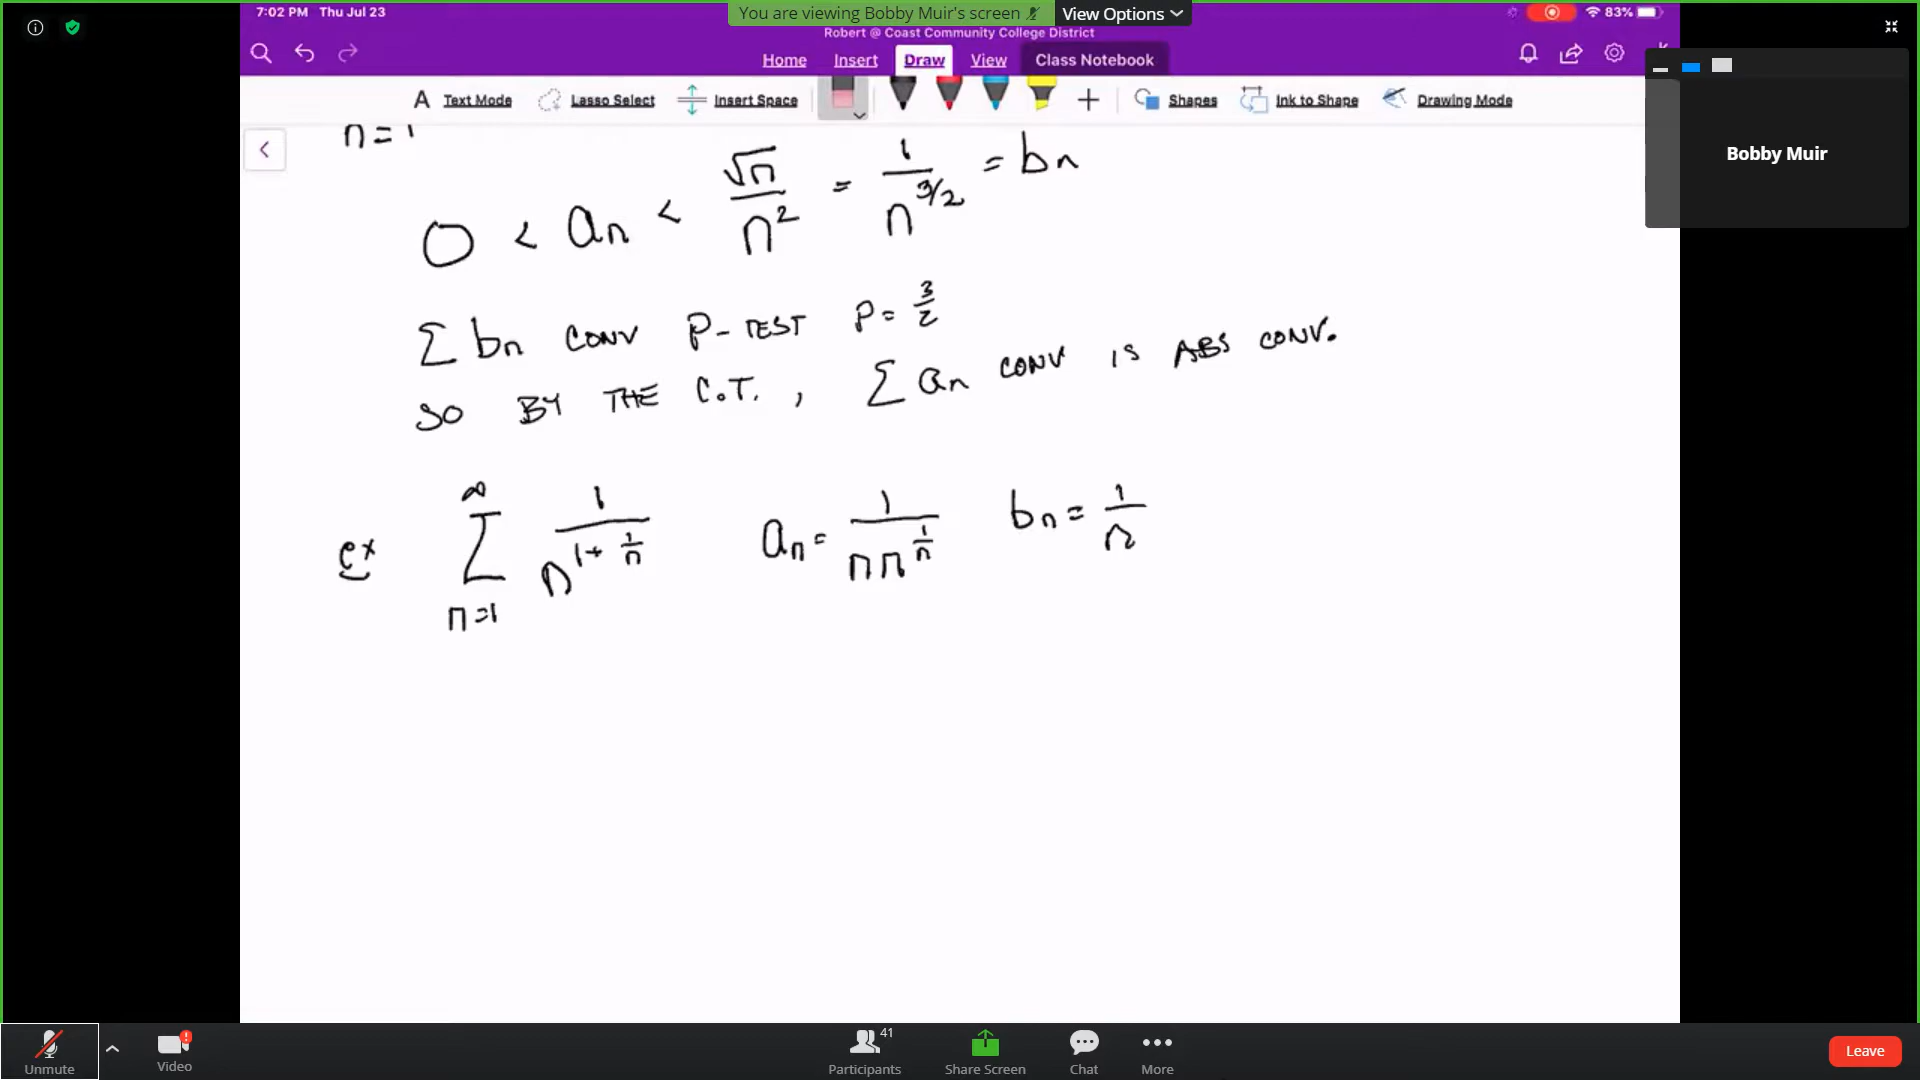 7:02 PM Thu Jul 23
You are viewing Bobby Muir's screen
View Options
83%
Robert @ Coast Community College District
Home Insert Draw View Class Notebook
A Text Mode Lasso Select Insert Space Shapes Ink to Shape Drawing Mode
Bobby Muir
n=1
0 < an < √n/n² = 1/n^(3/2) = bn
Σ bn CONV P-TEST P= 3/2
SO BY THE C.T., Σ an CONV IS ABS CONV.
ex ∞ Σ n=1 1/n^(1+1/n) an= 1/(n n^(1/n)) bn= 1/n
Unmute Video Participants 41 Share Screen Chat More Leave